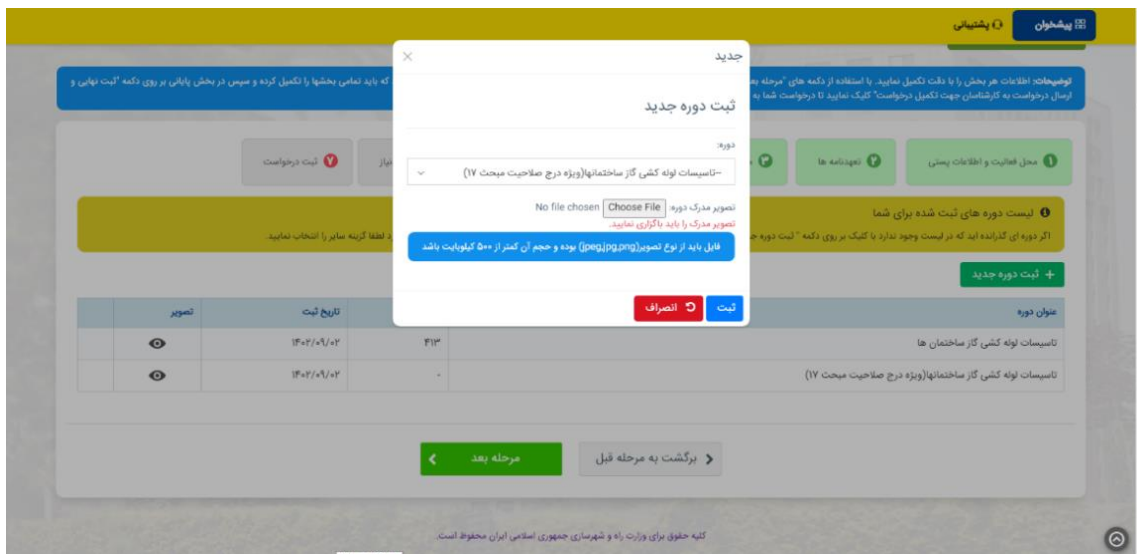 پیشخوان
پشتیبانی
توضیحات: اطلاعات هر بخش را با دقت تکمیل نمایید. با استفاده از دکمه های "مرحله بعد
که باید تمامی بخشها را تکمیل کرده و سپس در بخش پایانی بر روی دکمه "ثبت نهایی و
ارسال درخواست به کارشناسان جهت تکمیل درخواست" کلیک نمایید تا درخواست شما به
۱ محل فعالیت و اطلاعات پستی
۲ تعهدنامه ها
۳
نیاز
۷ ثبت درخواست
لیست دوره های ثبت شده برای شما
اگر دوره ای گذرانده اید که در لیست وجود ندارد با کلیک بر روی دکمه " ثبت دوره
لطفا گزینه سایر را انتخاب نمایید.
+ ثبت دوره جدید
جدید
×
ثبت دوره جدید
دوره:
--تاسیسات لوله کشی گاز ساختمانها(ویژه درج صلاحیت مبحث ۱۷)
تصویر مدرک دوره: Choose File No file chosen
تصویر مدرک را باید باگزاری نمایید.
فایل باید از نوع تصویر(jpeg,jpg,png) بوده و حجم آن کمتر از ۵۰۰ کیلوبایت باشد
ثبت
انصراف
عنوان دوره
تاریخ ثبت
تصویر
تاسیسات لوله کشی گاز ساختمان ها
۴۱۳
۱۴۰۲/۰۹/۰۲
تاسیسات لوله کشی گاز ساختمانها(ویژه درج صلاحیت مبحث ۱۷)
-
۱۴۰۲/۰۹/۰۲
برگشت به مرحله قبل
مرحله بعد
کلیه حقوق برای وزارت راه و شهرسازی جمهوری اسلامی ایران محفوظ است.